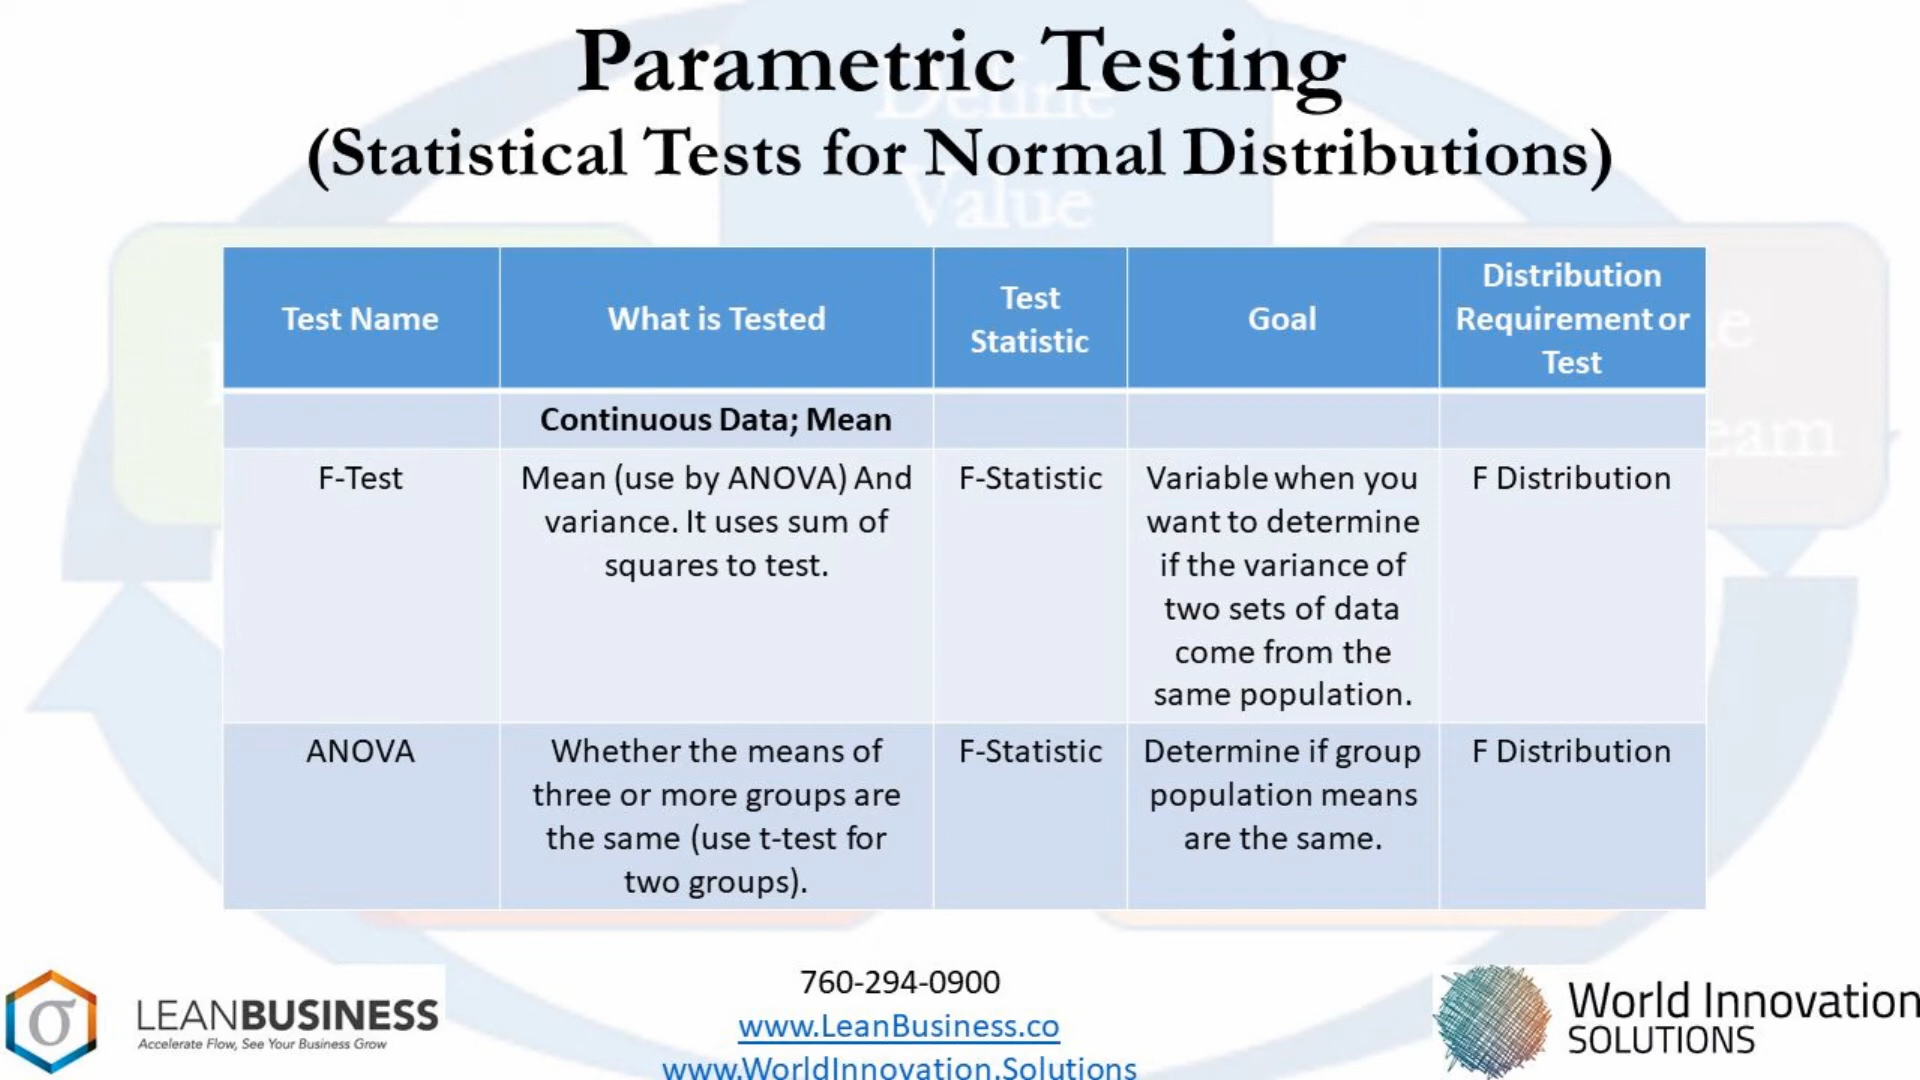 Parametric Testing
(Statistical Tests for Normal Distributions)
Define
Value
Test Name
What is Tested
Test
Statistic
Goal
Distribution
Requirement or
Test
Continuous Data; Mean
F-Test
Mean (use by ANOVA) And
variance. It uses sum of
squares to test.
F-Statistic
Variable when you
want to determine
if the variance of
two sets of data
come from the
same population.
F Distribution
ANOVA
Whether the means of
three or more groups are
the same (use t-test for
two groups).
F-Statistic
Determine if group
population means
are the same.
F Distribution
σ
LEANBUSINESS
Accelerate Flow, See Your Business Grow
760-294-0900
www.LeanBusiness.co
www.WorldInnovation.Solutions
World Innovation
SOLUTIONS